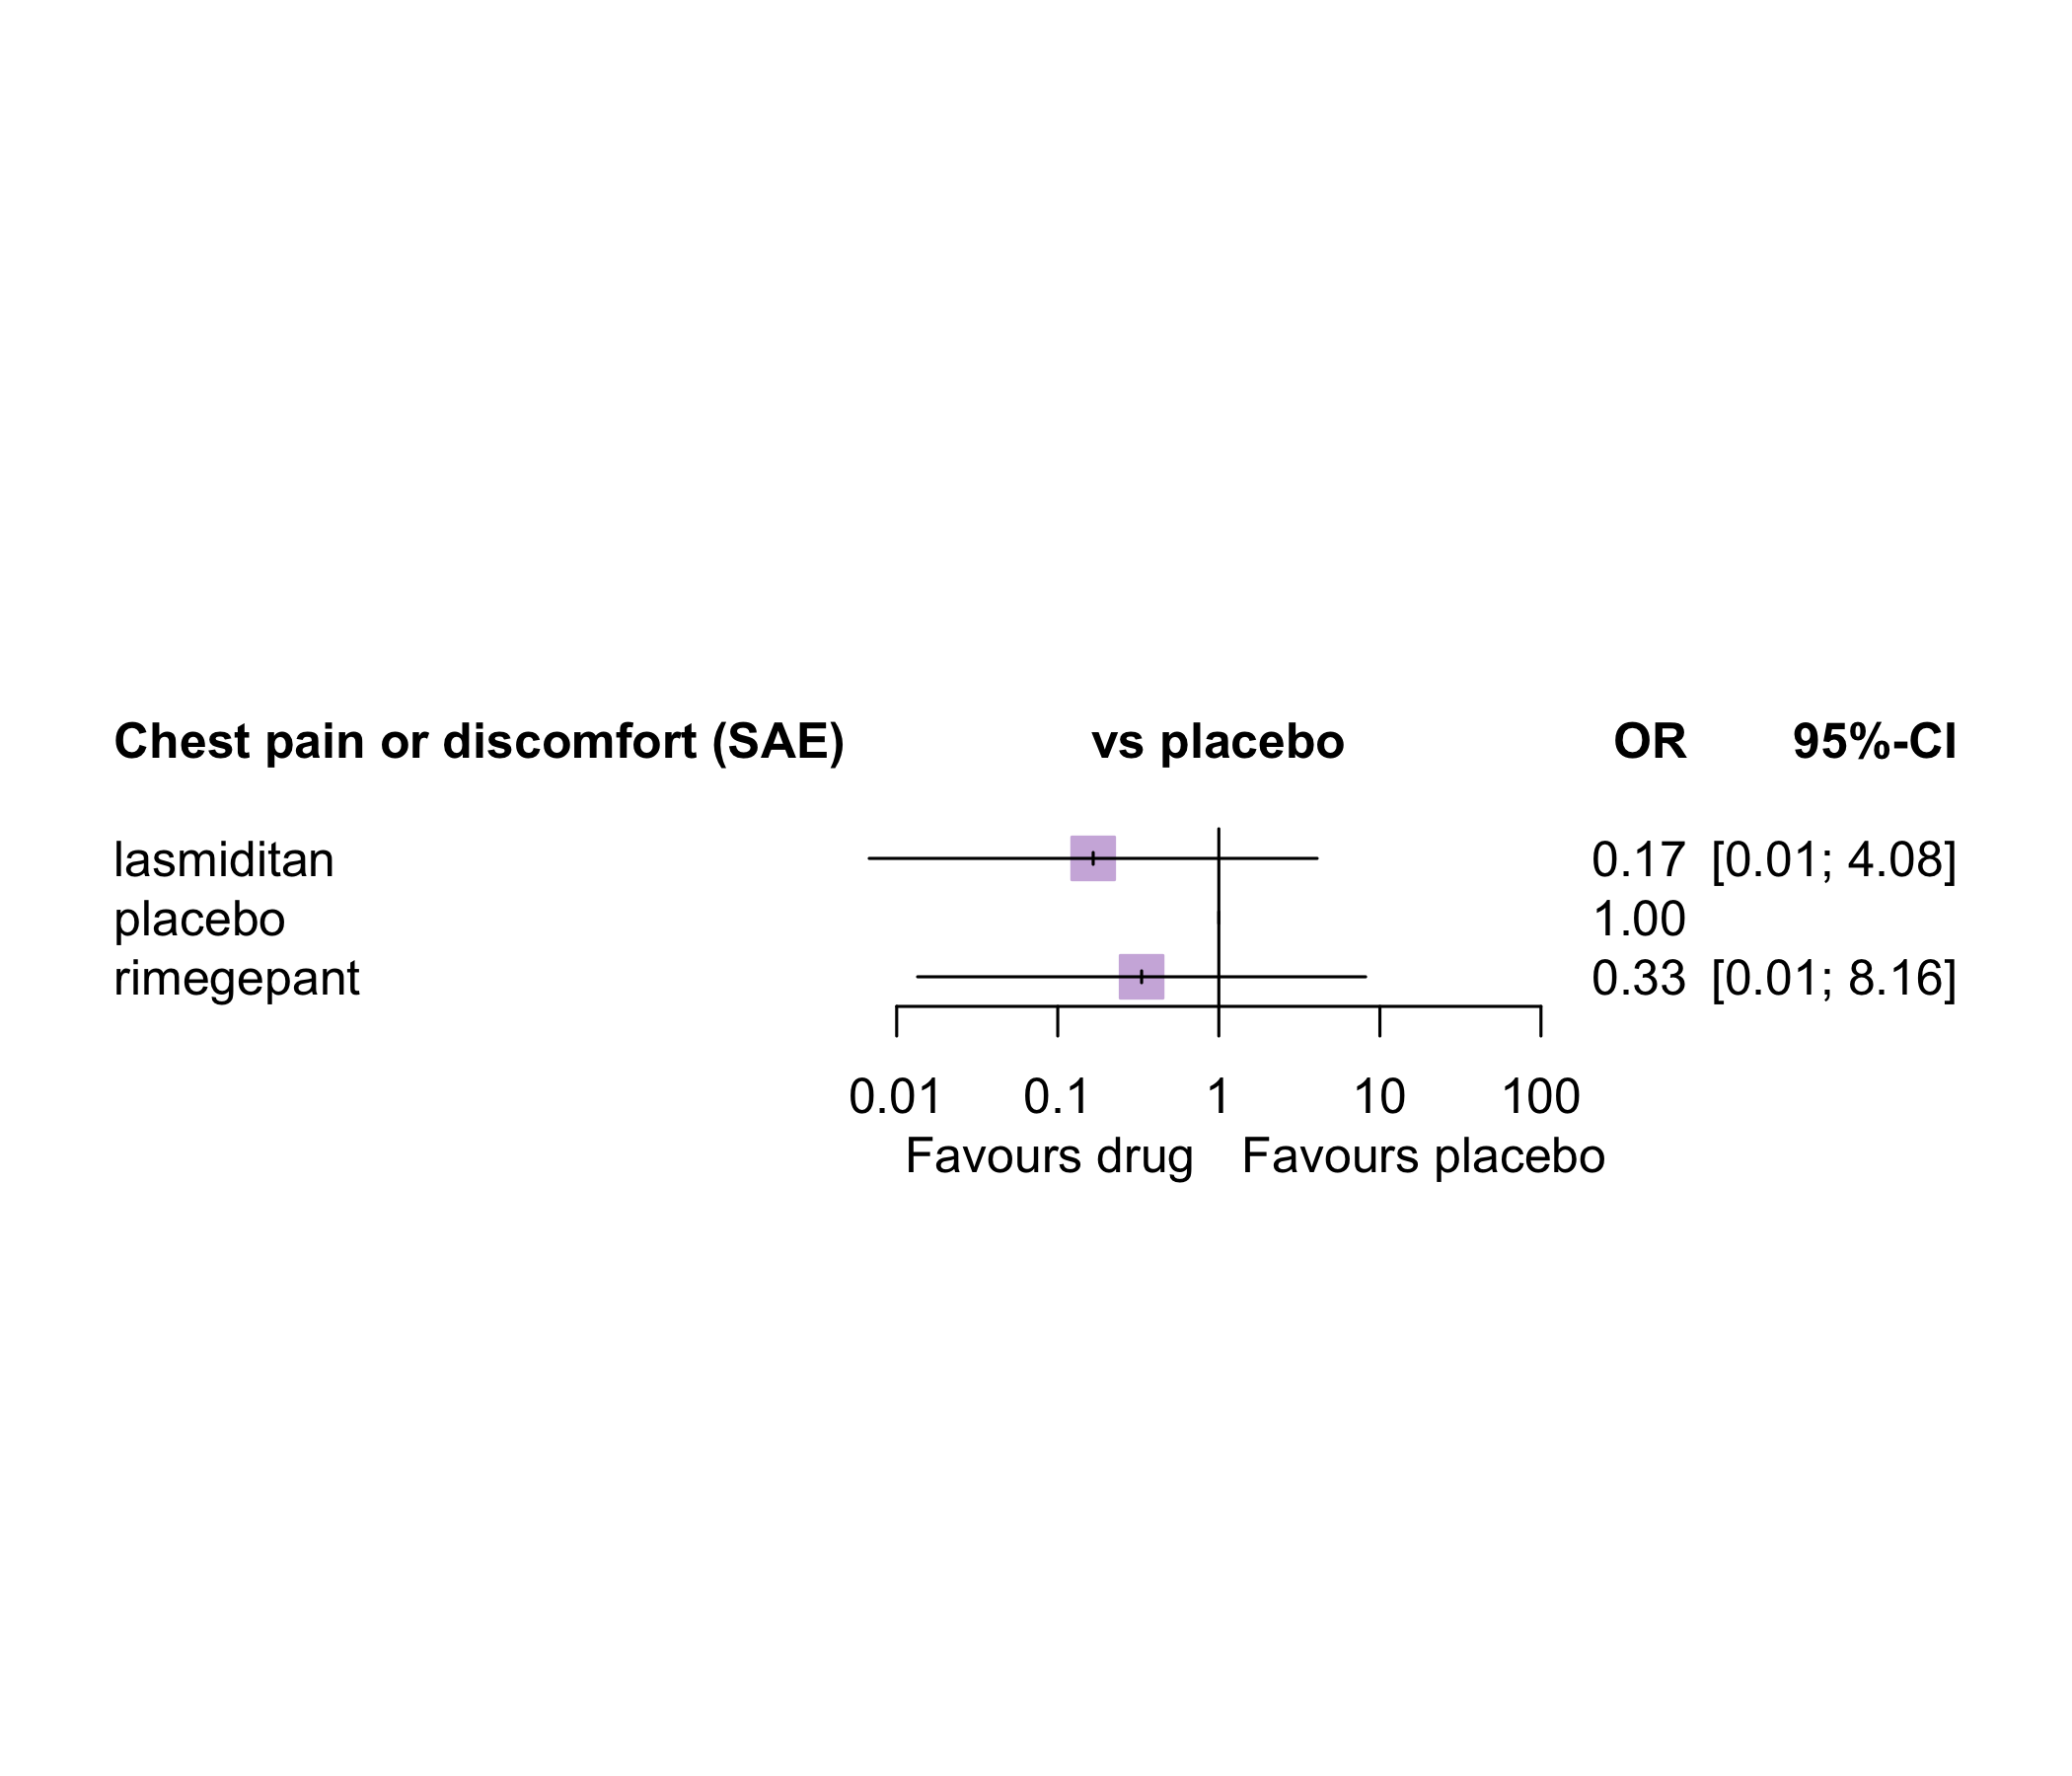 Chest pain or discomfort (SAE) vs placebo OR 95%-CI
lasmiditan 0.17 [0.01; 4.08]
placebo 1.00
rimegepant 0.33 [0.01; 8.16]
0.01 0.1 1 10 100
Favours drug Favours placebo